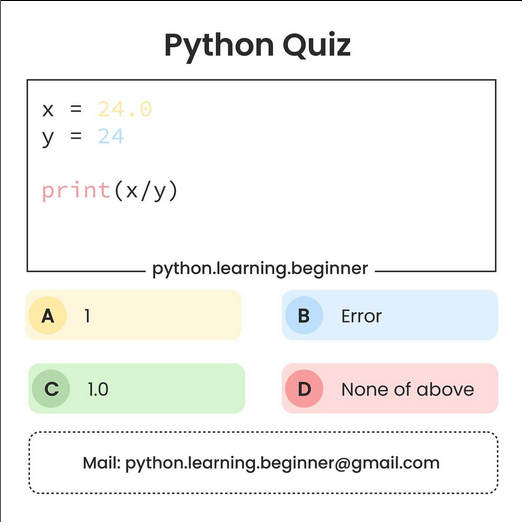 Python Quiz
x = 24.0
y = 24
print(x/y)
python.learning.beginner
A 1
B Error
C 1.0
D None of above
Mail: python.learning.beginner@gmail.com